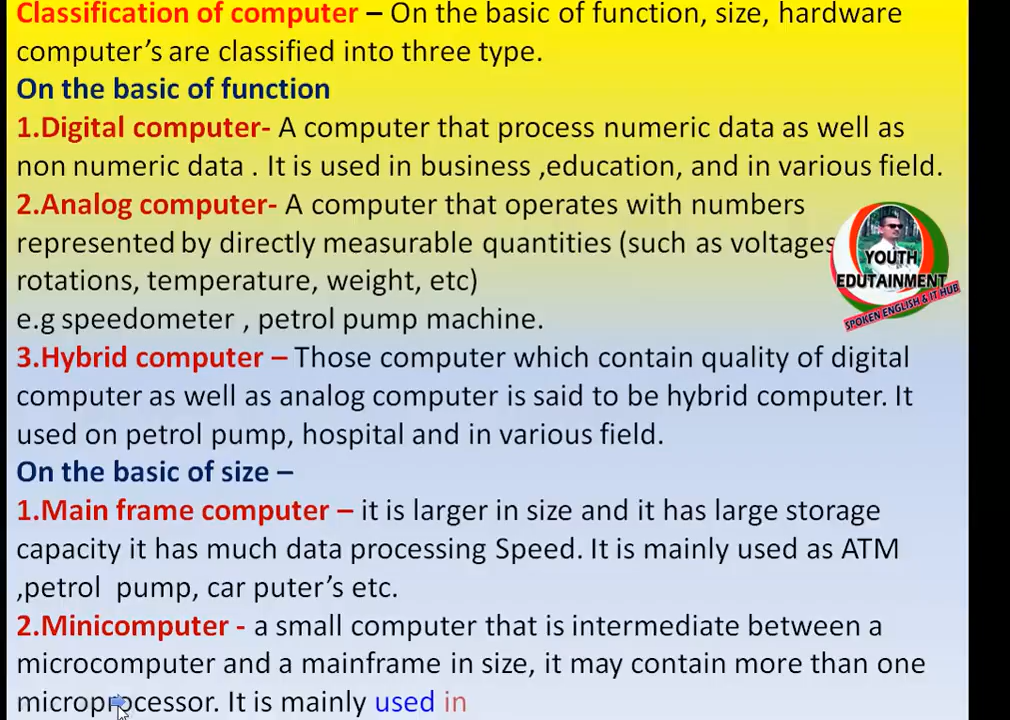 Classification of computer – On the basic of function, size, hardware
computer's are classified into three type.
On the basic of function
1.Digital computer- A computer that process numeric data as well as
non numeric data . It is used in business ,education, and in various field.
2.Analog computer- A computer that operates with numbers
represented by directly measurable quantities (such as voltages
rotations, temperature, weight, etc)
e.g speedometer , petrol pump machine.
3.Hybrid computer – Those computer which contain quality of digital
computer as well as analog computer is said to be hybrid computer. It
used on petrol pump, hospital and in various field.
On the basic of size –
1.Main frame computer – it is larger in size and it has large storage
capacity it has much data processing Speed. It is mainly used as ATM
,petrol pump, car puter's etc.
2.Minicomputer - a small computer that is intermediate between a
microcomputer and a mainframe in size, it may contain more than one
microprocessor. It is mainly used in
YOUTH
EDUTAINMENT
SPOKEN ENGLISH & IT HUB